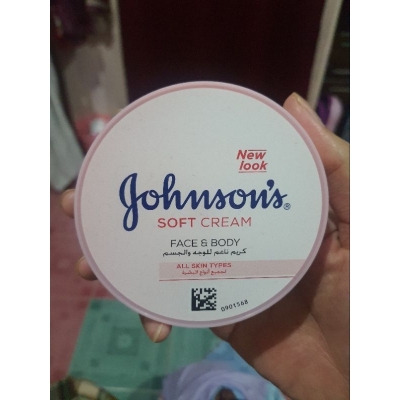 New
look
Johnson's®
SOFT CREAM
FACE & BODY
كريم ناعم للوجه والجسم
ALL SKIN TYPES
لجميع أنواع البشرة
0901568